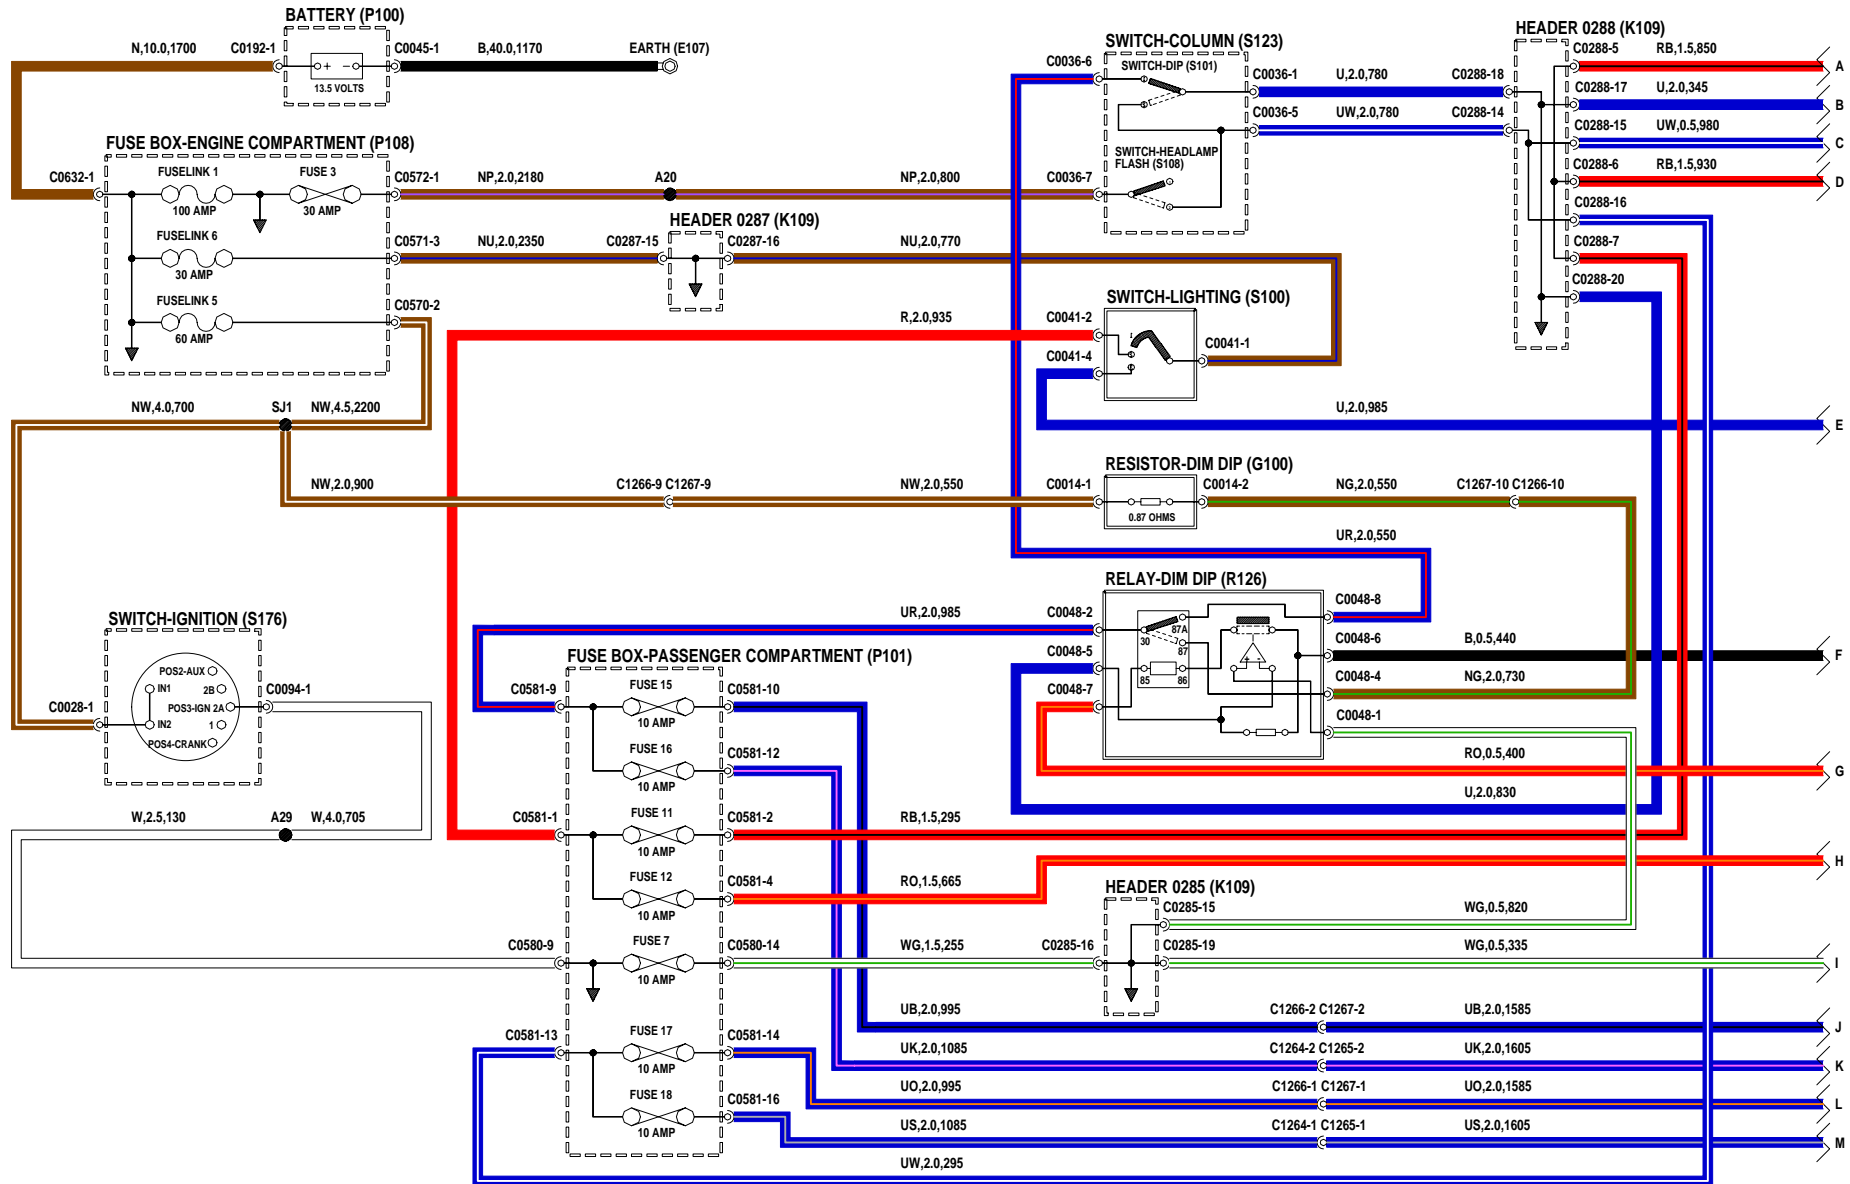 BATTERY (P100)
N,10.0,1700
C0192-1
C0045-1
B,40.0,1170
EARTH (E107)
+ -
13.5 VOLTS
HEADER 0288 (K109)
SWITCH-COLUMN (S123)
SWITCH-DIP (S101)
C0036-6
C0036-1
U,2.0,780
C0288-18
C0288-5
RB,1.5,850
A
C0288-17
U,2.0,345
B
C0036-5
UW,2.0,780
C0288-14
C0288-15
UW,0.5,980
C
SWITCH-HEADLAMP
FLASH (S108)
C0288-6
RB,1.5,930
D
C0288-16
C0288-7
C0288-20
FUSE BOX-ENGINE COMPARTMENT (P108)
C0632-1
FUSELINK 1
100 AMP
FUSE 3
30 AMP
C0572-1
NP,2.0,2180
A20
NP,2.0,800
C0036-7
HEADER 0287 (K109)
FUSELINK 6
30 AMP
C0571-3
NU,2.0,2350
C0287-15
C0287-16
NU,2.0,770
FUSELINK 5
60 AMP
C0570-2
SWITCH-LIGHTING (S100)
R,2.0,935
C0041-2
C0041-1
C0041-4
U,2.0,985
E
NW,4.0,700
SJ1
NW,4.5,2200
RESISTOR-DIM DIP (G100)
NW,2.0,900
C1266-9 C1267-9
NW,2.0,550
C0014-1
C0014-2
0.87 OHMS
NG,2.0,550
C1267-10 C1266-10
UR,2.0,550
RELAY-DIM DIP (R126)
UR,2.0,985
C0048-2
C0048-8
87A
30
87
C0048-6
B,0.5,440
F
C0048-5
85
86
+ -
C0048-4
NG,2.0,730
C0048-7
C0048-1
RO,0.5,400
G
U,2.0,830
SWITCH-IGNITION (S176)
POS2-AUX
IN1
2B
POS3-IGN 2A
IN2
1
POS4-CRANK
C0094-1
C0028-1
W,2.5,130
A29
W,4.0,705
FUSE BOX-PASSENGER COMPARTMENT (P101)
C0581-9
FUSE 15
10 AMP
C0581-10
FUSE 16
10 AMP
C0581-12
C0581-1
FUSE 11
10 AMP
C0581-2
RB,1.5,295
FUSE 12
10 AMP
C0581-4
RO,1.5,665
H
HEADER 0285 (K109)
C0285-15
WG,0.5,820
C0580-9
FUSE 7
10 AMP
C0580-14
WG,1.5,255
C0285-16
C0285-19
WG,0.5,335
I
UB,2.0,995
C1266-2 C1267-2
UB,2.0,1585
J
C0581-13
FUSE 17
10 AMP
C0581-14
UK,2.0,1085
C1264-2 C1265-2
UK,2.0,1605
K
UO,2.0,995
C1266-1 C1267-1
UO,2.0,1585
L
FUSE 18
10 AMP
C0581-16
US,2.0,1085
C1264-1 C1265-1
US,2.0,1605
M
UW,2.0,295